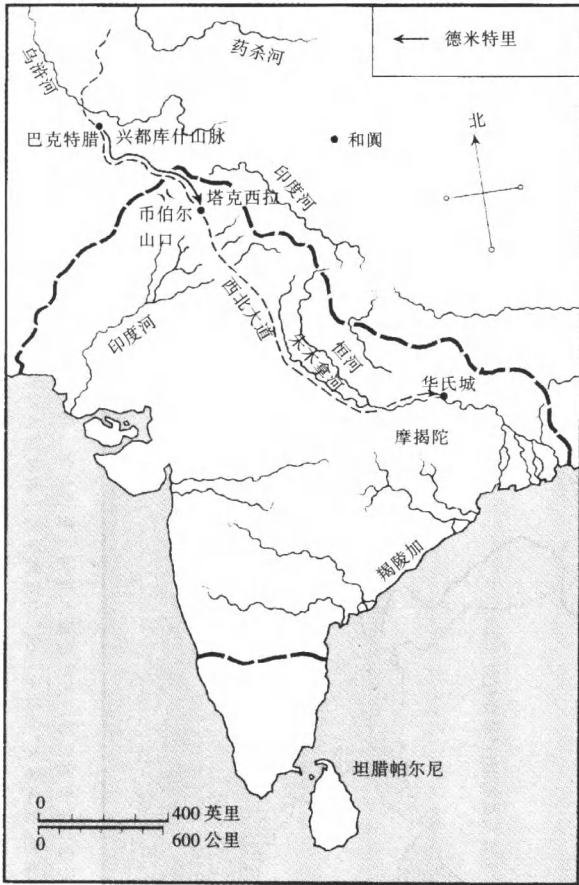 德米特里
药杀河
乌浒河
北
巴克特腊
兴都库什山脉
和阗
印度河
塔克西拉
币伯尔
山口
西北大道
印度河
朱木拿河
恒河
华氏城
摩揭陀
羯陵加
坦腊帕尔尼
0
400 英里
600 公里
0